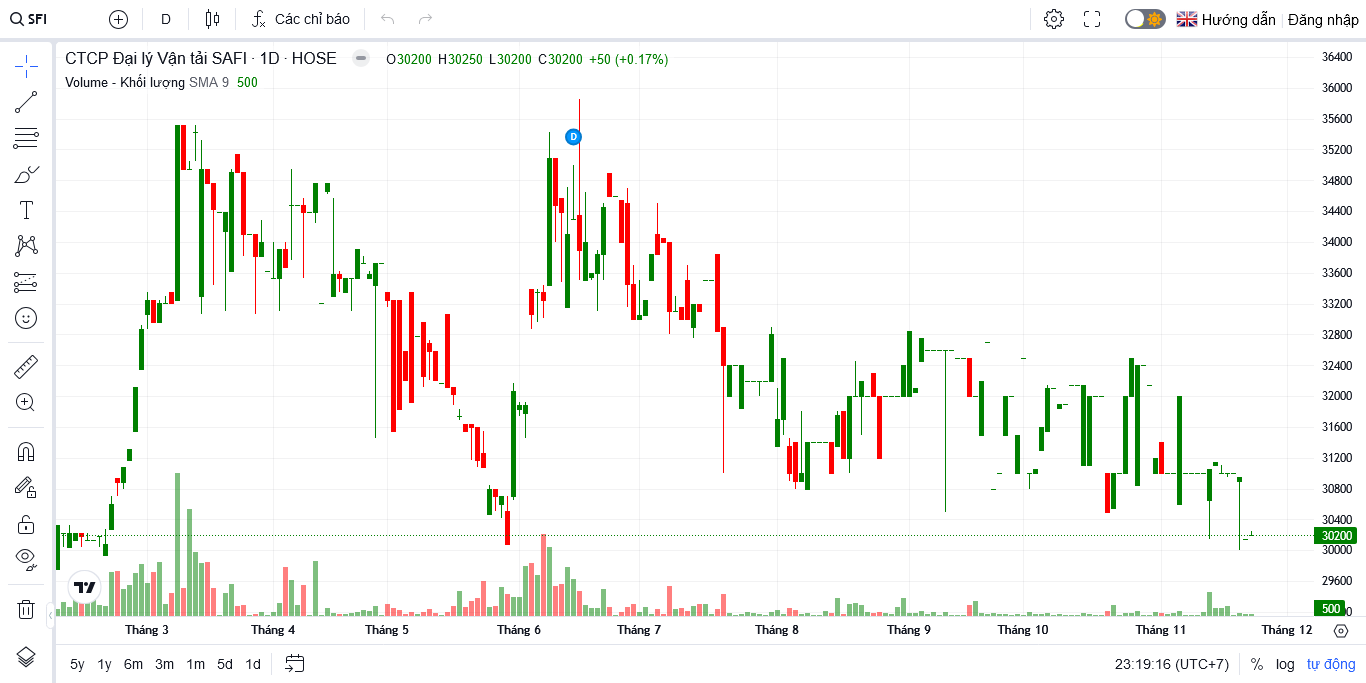 SFI
D
Các chỉ báo
Hướng dẫn
Đăng nhập
CTCP Đại lý Vận tải SAFI · 1D · HOSE
O30200 H30250 L30200 C30200 +50 (+0.17%)
Volume - Khối lượng SMA 9 500
D
36400
36000
35600
35200
34800
34400
34000
33600
33200
32800
32400
32000
31600
31200
30800
30400
30200
30000
29600
500
Tháng 3 Tháng 4 Tháng 5 Tháng 6 Tháng 7 Tháng 8 Tháng 9 Tháng 10 Tháng 11 Tháng 12
5y 1y 6m 3m 1m 5d 1d
23:19:16 (UTC+7) % log tự động